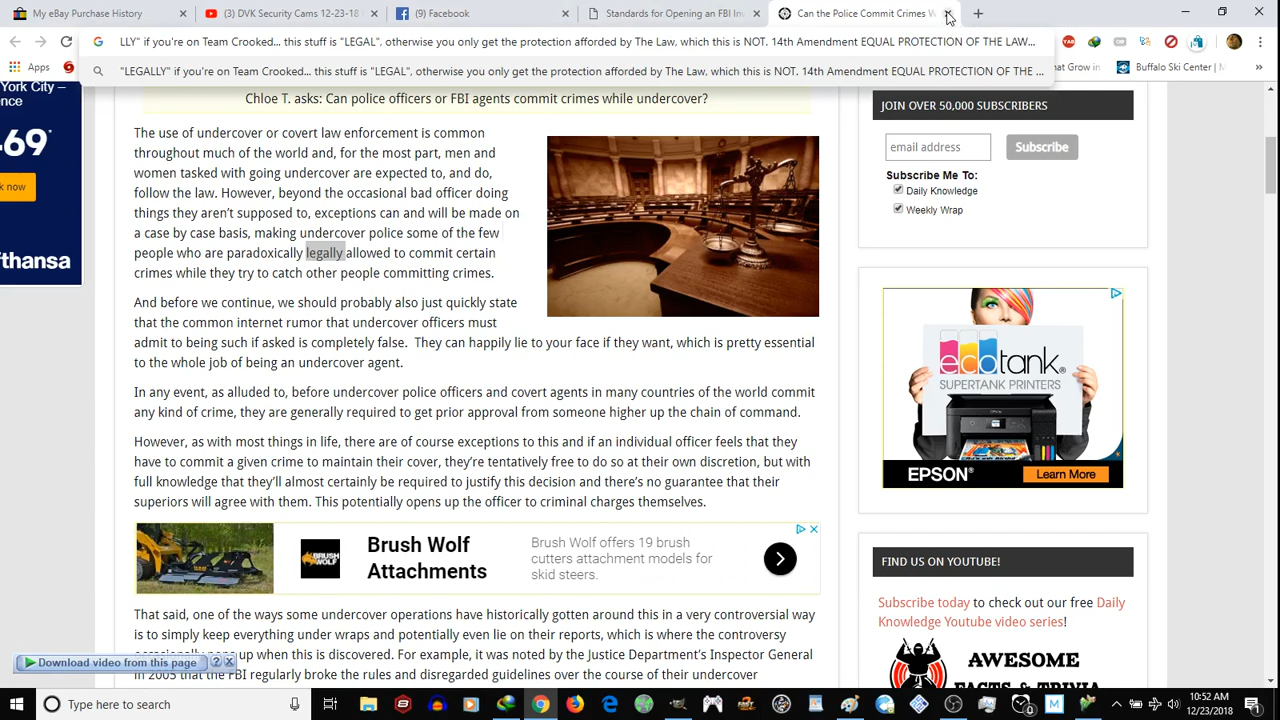 My eBay Purchase History
(3) DVK Security Cams 12-23-18
(9) Facebook
Standards for Opening an FBI Inv
Can the Police Commit Crimes W
LLY" if you're on Team Crooked... this stuff is "LEGAL", otherwise you only get the protection afforded by The Law, which this is NOT. 14th Amendment EQUAL PROTECTION OF THE LAW...
"LEGALLY" if you're on Team Crooked... this stuff is "LEGAL", otherwise you only get the protection afforded by The Law, which this is NOT. 14th Amendment EQUAL PROTECTION OF THE ...
Apps
hat Grow in
Buffalo Ski Center | M
York City –
ence
69
k now
fthansa
Chloe T. asks: Can police officers or FBI agents commit crimes while undercover?
The use of undercover or covert law enforcement is common
throughout much of the world and, for the most part, men and
women tasked with going undercover are expected to, and do,
follow the law. However, beyond the occasional bad officer doing
things they aren't supposed to, exceptions can and will be made on
a case by case basis, making undercover police some of the few
people who are paradoxically legally allowed to commit certain
crimes while they try to catch other people committing crimes.
And before we continue, we should probably also just quickly state
that the common internet rumor that undercover officers must
admit to being such if asked is completely false. They can happily lie to your face if they want, which is pretty essential
to the whole job of being an undercover agent.
In any event, as alluded to, before undercover police officers and covert agents in many countries of the world commit
any kind of crime, they are generally required to get prior approval from someone higher up the chain of command.
However, as with most things in life, there are of course exceptions to this and if an individual officer feels that they
have to commit a given crime to maintain their cover, they're tentatively free to do so at their own discretion, but with
full knowledge that they'll almost certainly be required to justify this decision and there's no guarantee that their
superiors will agree with them. This potentially opens up the officer to criminal charges themselves.
BRUSH WOLF
Brush Wolf
Attachments
Brush Wolf offers 19 brush
cutters attachment models for
skid steers.
That said, one of the ways some undercover operations have historically gotten around this in a very controversial way
is to simply keep everything under wraps and potentially even lie on their reports, which is where the controversy
up when this is discovered. For example, it was noted by the Justice Department's Inspector General
in 2005 that the FBI regularly broke the rules and disregarded guidelines over the course of their undercover
Download video from this page
JOIN OVER 50,000 SUBSCRIBERS
email address
Subscribe
Subscribe Me To:
Daily Knowledge
Weekly Wrap
ecotank
SUPERTANK PRINTERS
EPSON
Learn More
FIND US ON YOUTUBE!
Subscribe today to check out our free Daily
Knowledge Youtube video series!
AWESOME
FACTS & TRIVIA
Type here to search
10:52 AM
12/23/2018